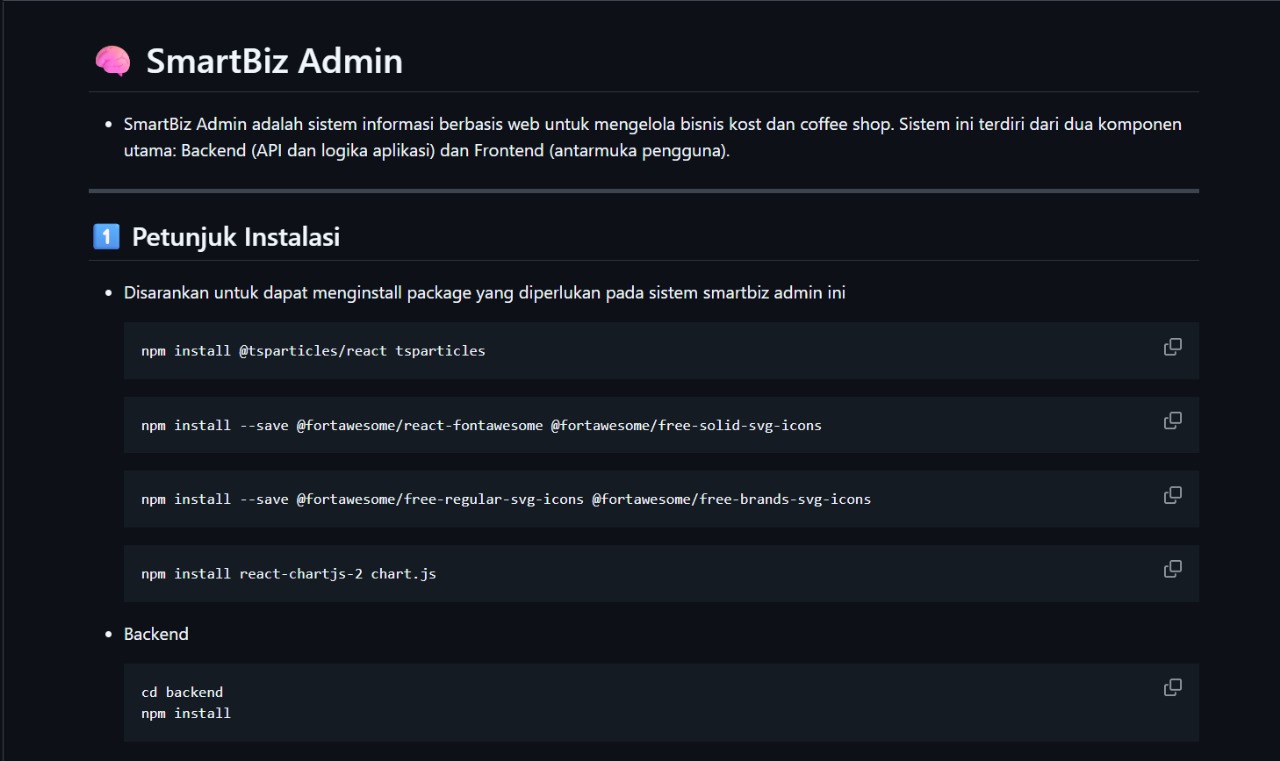 🧠 SmartBiz Admin
• SmartBiz Admin adalah sistem informasi berbasis web untuk mengelola bisnis kost dan coffee shop. Sistem ini terdiri dari dua komponen
utama: Backend (API dan logika aplikasi) dan Frontend (antarmuka pengguna).
1️⃣ Petunjuk Instalasi
• Disarankan untuk dapat menginstall package yang diperlukan pada sistem smartbiz admin ini
npm install @tsparticles/react tsparticles
npm install --save @fortawesome/react-fontawesome @fortawesome/free-solid-svg-icons
npm install --save @fortawesome/free-regular-svg-icons @fortawesome/free-brands-svg-icons
npm install react-chartjs-2 chart.js
• Backend
cd backend
npm install